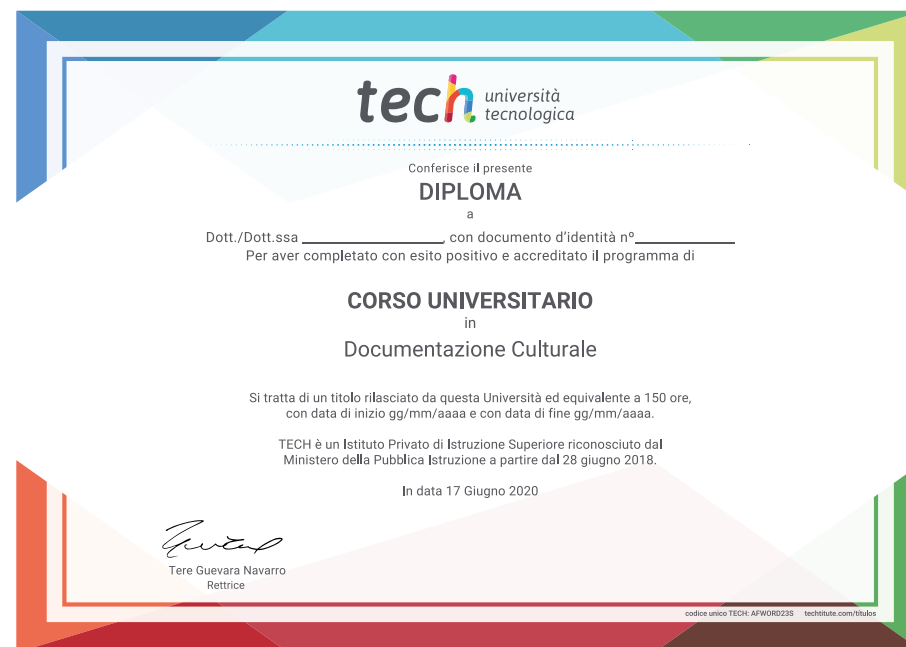 tech università
tecnologica
Conferisce il presente
DIPLOMA
a
Dott./Dott.ssa ____________________, con documento d'identità nº______________
Per aver completato con esito positivo e accreditato il programma di
CORSO UNIVERSITARIO
in
Documentazione Culturale
Si tratta di un titolo rilasciato da questa Università ed equivalente a 150 ore,
con data di inizio gg/mm/aaaa e con data di fine gg/mm/aaaa.
TECH è un Istituto Privato di Istruzione Superiore riconosciuto dal
Ministero della Pubblica Istruzione a partire dal 28 giugno 2018.
In data 17 Giugno 2020
Tere Guevara Navarro
Rettrice
codice unico TECH: AFWORD23S techtitute.com/titulos